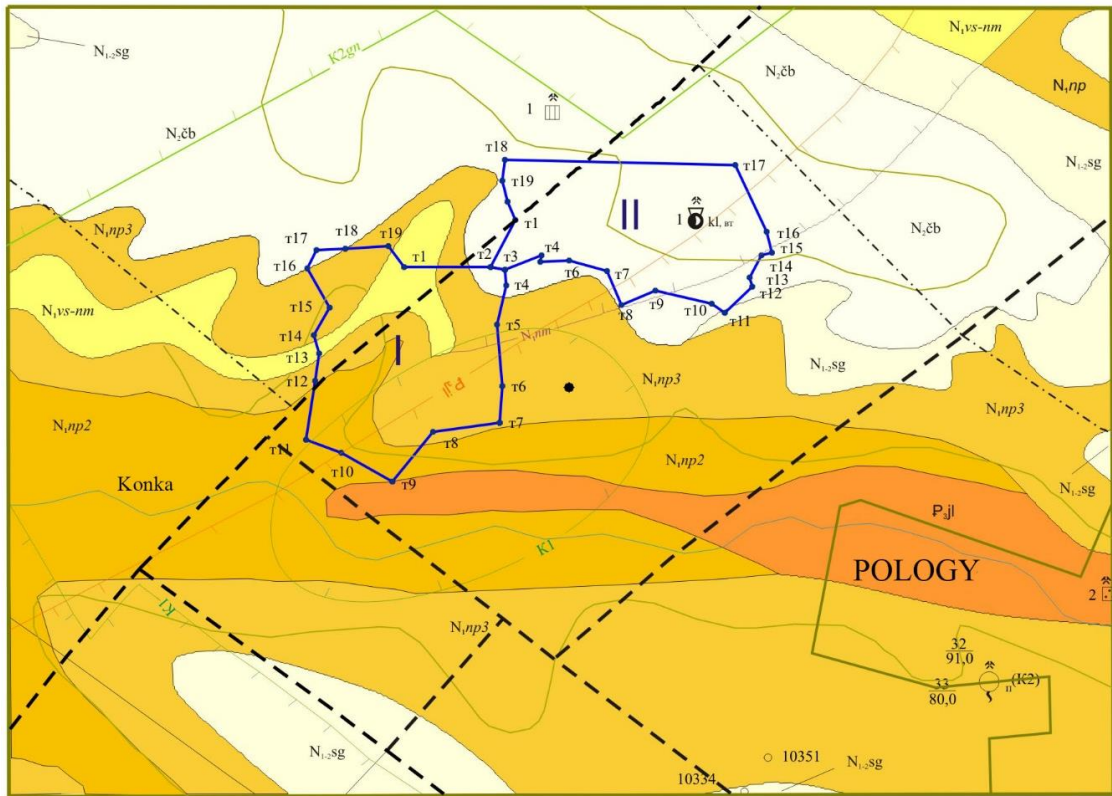 N₁₋₂sg
K2gn
N₂čb
N₁vs-nm
N₁np
1
N₂čb
N₁₋₂sg
т18
т17
т19
II
1 kl, вт
т1
N₂čb
N₁np3
т17
т18
т19
т16
т15
т16
т1
т2
т3
т4
т6
т7
т14
т13
т4
т12
т15
т9
т10
т8
т11
N₁vs-nm
т5
т14
N₁nm
I
т13
N₁₋₂sg
т12
P₃jl
т6
N₁np3
N₁np3
N₁np2
т7
т8
т11
N₁np2
т10
т9
Konka
N₁₋₂sg
P₃jl
K1
POLOGY
2
K1
N₁np3
32
91,0
33
80,0
II(K2)
10351
N₁₋₂sg
10334